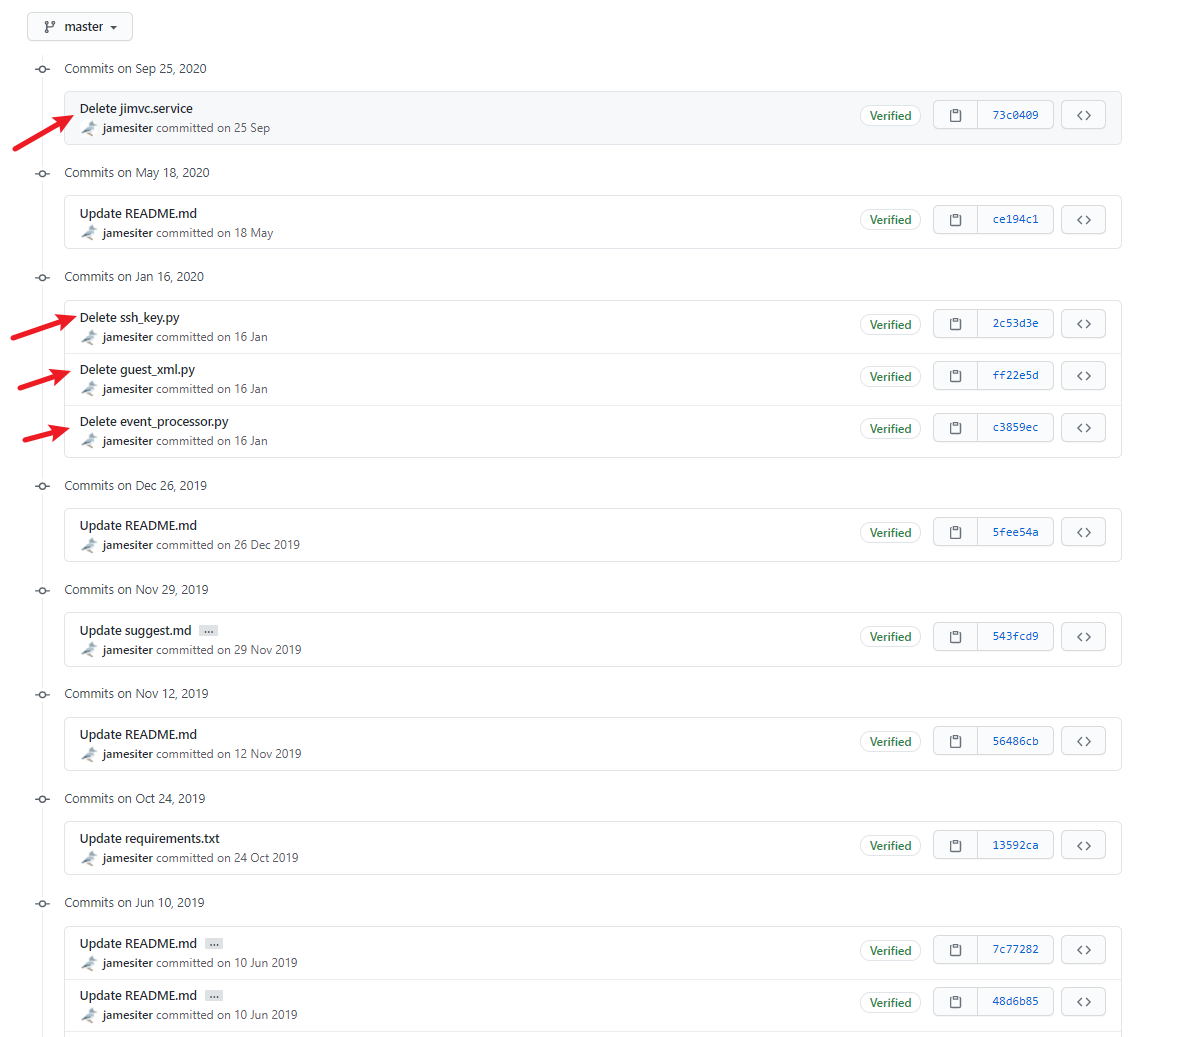 master
Commits on Sep 25, 2020
Delete jimvc.service
jamesiter committed on 25 Sep
Verified
73c0409
Commits on May 18, 2020
Update README.md
jamesiter committed on 18 May
Verified
ce194c1
Commits on Jan 16, 2020
Delete ssh_key.py
jamesiter committed on 16 Jan
Verified
2c53d3e
Delete guest_xml.py
jamesiter committed on 16 Jan
Verified
ff22e5d
Delete event_processor.py
jamesiter committed on 16 Jan
Verified
c3859ec
Commits on Dec 26, 2019
Update README.md
jamesiter committed on 26 Dec 2019
Verified
5fee54a
Commits on Nov 29, 2019
Update suggest.md …
jamesiter committed on 29 Nov 2019
Verified
543fcd9
Commits on Nov 12, 2019
Update README.md
jamesiter committed on 12 Nov 2019
Verified
56486cb
Commits on Oct 24, 2019
Update requirements.txt
jamesiter committed on 24 Oct 2019
Verified
13592ca
Commits on Jun 10, 2019
Update README.md …
jamesiter committed on 10 Jun 2019
Verified
7c77282
Update README.md …
jamesiter committed on 10 Jun 2019
Verified
48d6b85